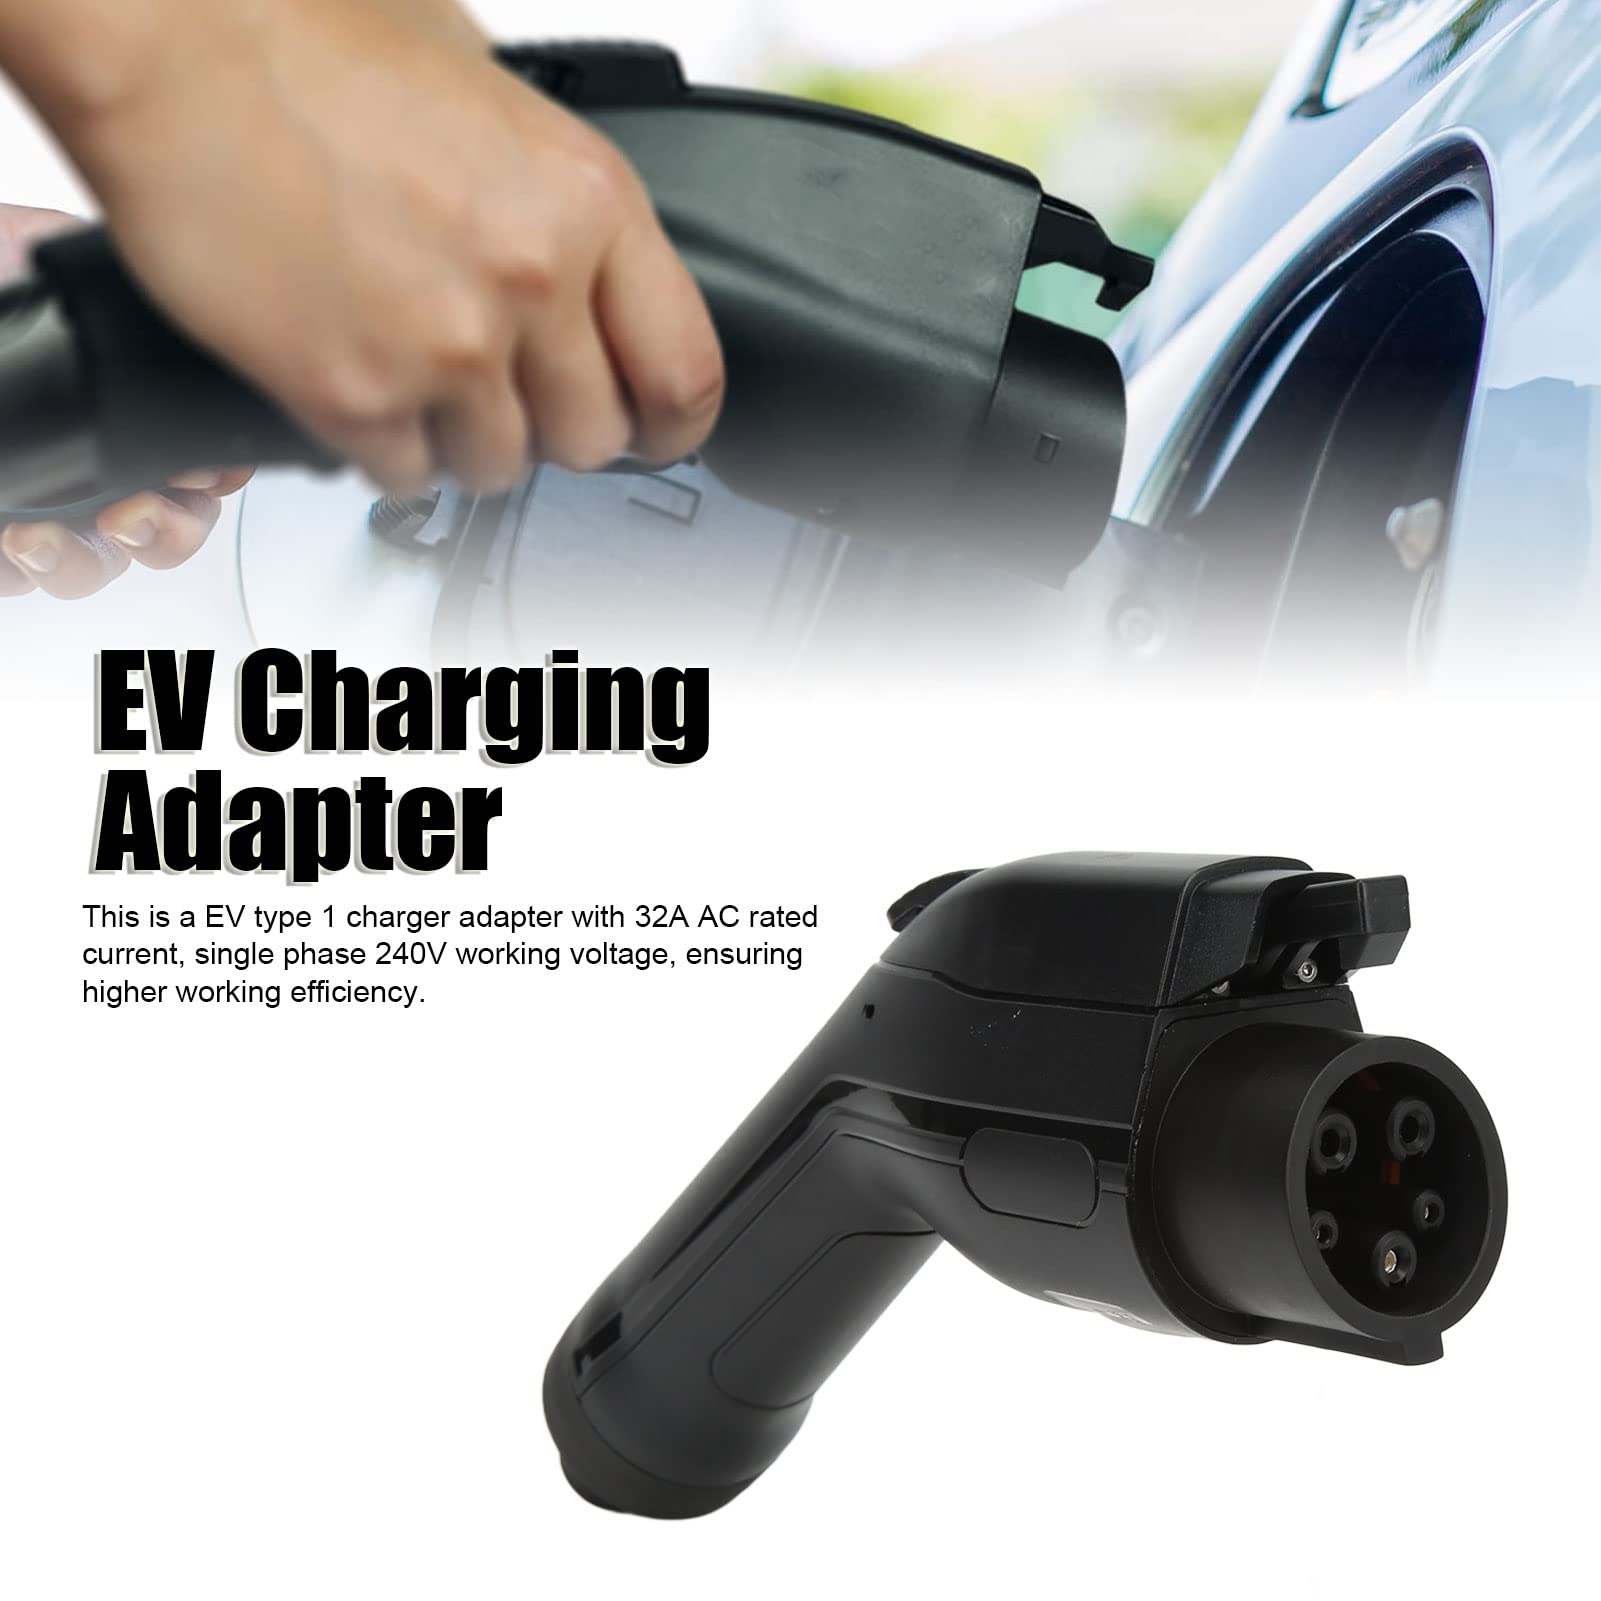 EV Charging
Adapter
This is a EV type 1 charger adapter with 32A AC rated
current, single phase 240V working voltage, ensuring
higher working efficiency.